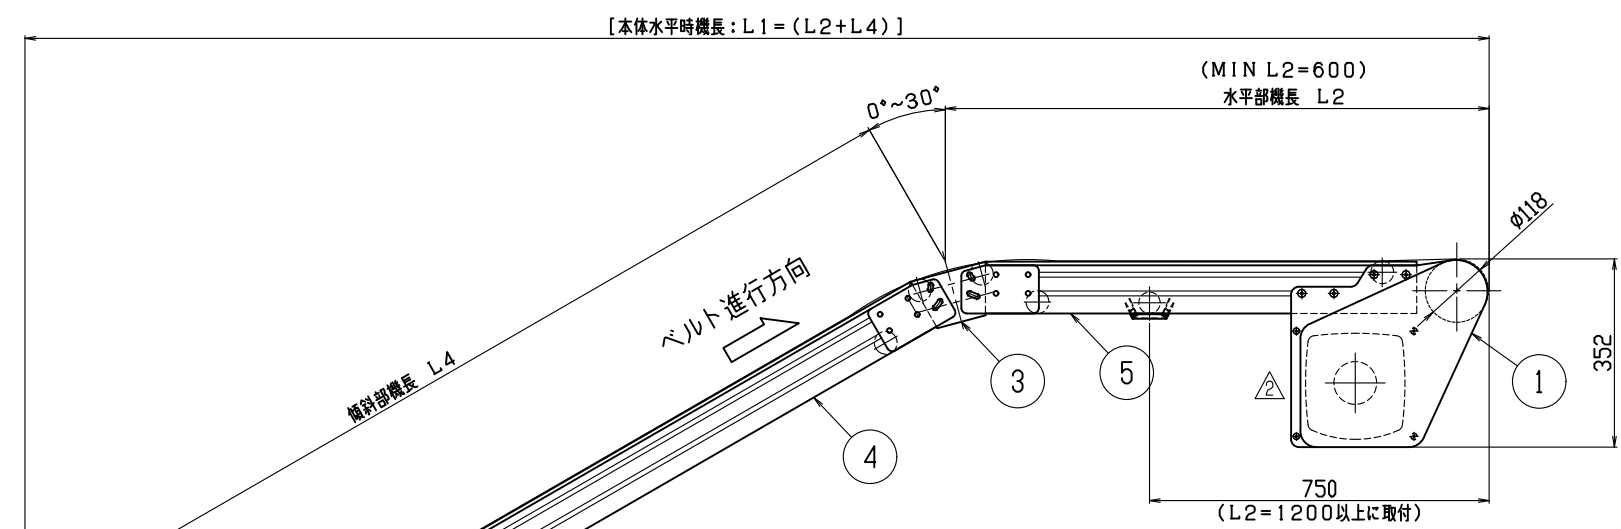 [本体水平時機長:L1=(L2+L4)]
(MIN L2=600)
水平部機長 L2
0°~30°
φ118
ベルト進行方向
傾斜部機長 L4
352
3
5
1
2
4
750
(L2=1200以上に取付)